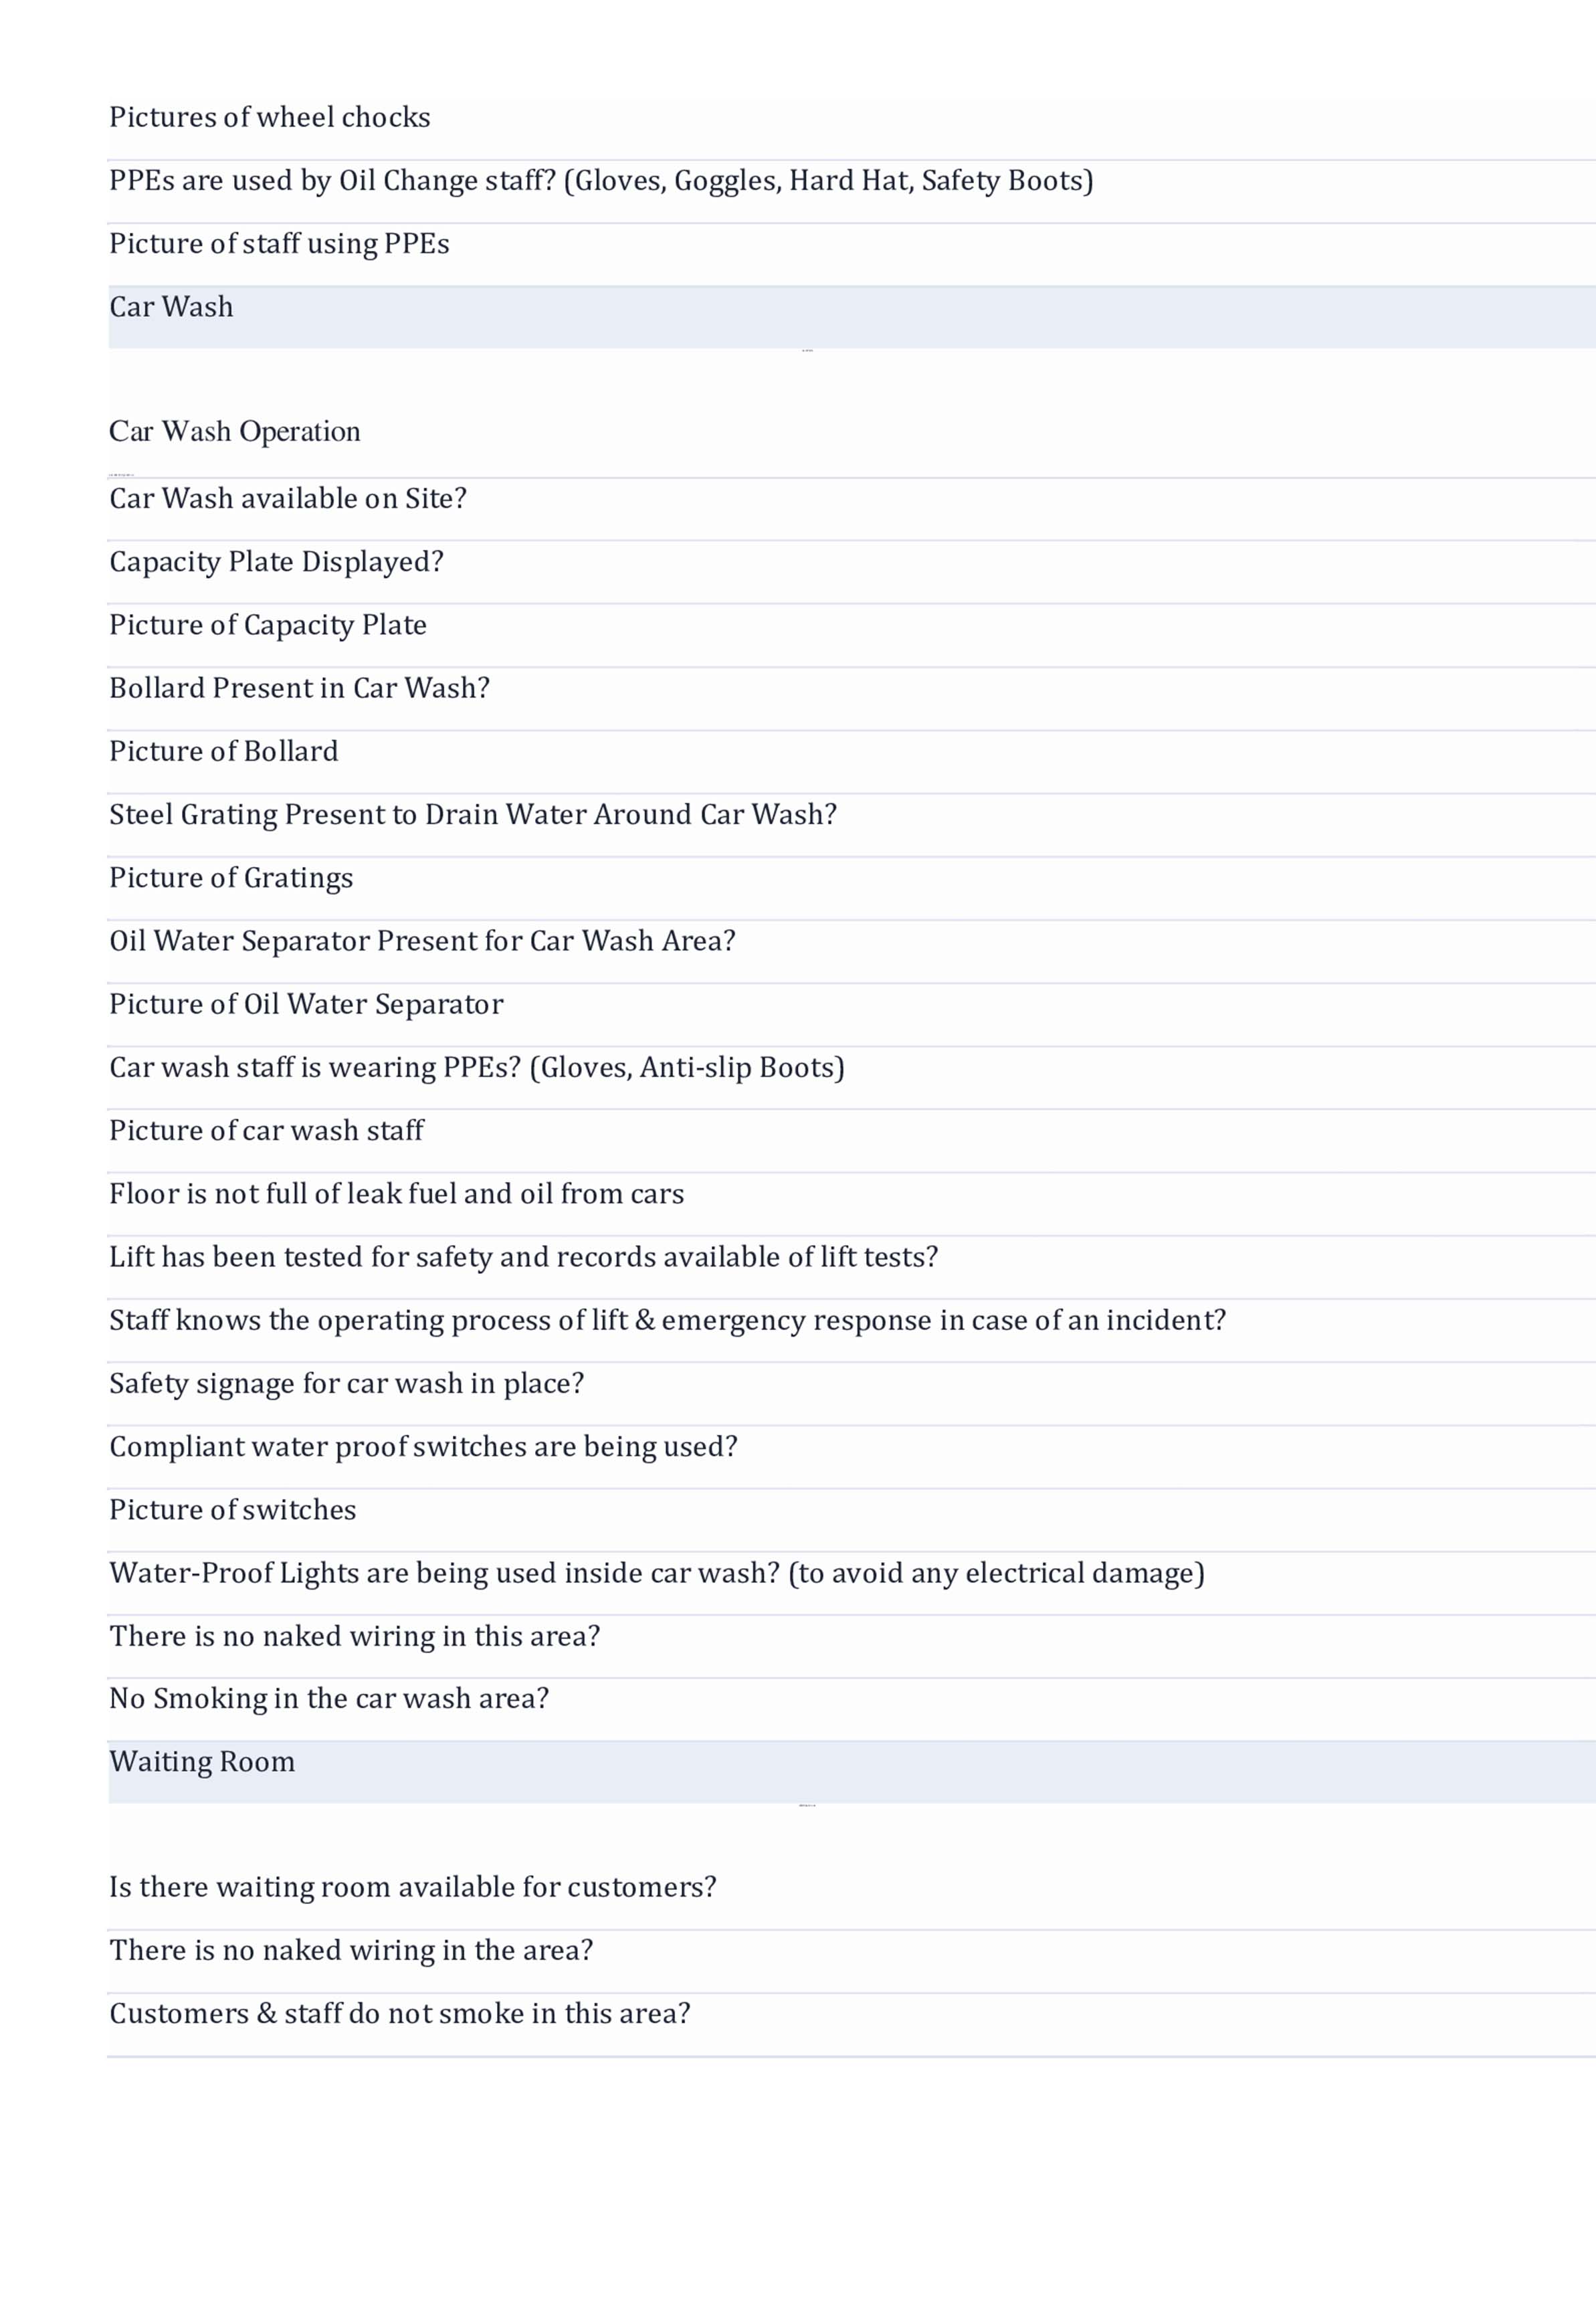 Pictures of wheel chocks
PPEs are used by Oil Change staff? (Gloves, Goggles, Hard Hat, Safety Boots)
Picture of staff using PPEs
Car Wash
Car Wash Operation
Car Wash available on Site?
Capacity Plate Displayed?
Picture of Capacity Plate
Bollard Present in Car Wash?
Picture of Bollard
Steel Grating Present to Drain Water Around Car Wash?
Picture of Gratings
Oil Water Separator Present for Car Wash Area?
Picture of Oil Water Separator
Car wash staff is wearing PPEs? (Gloves, Anti-slip Boots)
Picture of car wash staff
Floor is not full of leak fuel and oil from cars
Lift has been tested for safety and records available of lift tests?
Staff knows the operating process of lift & emergency response in case of an incident?
Safety signage for car wash in place?
Compliant water proof switches are being used?
Picture of switches
Water-Proof Lights are being used inside car wash? (to avoid any electrical damage)
There is no naked wiring in this area?
No Smoking in the car wash area?
Waiting Room
Is there waiting room available for customers?
There is no naked wiring in the area?
Customers & staff do not smoke in this area?